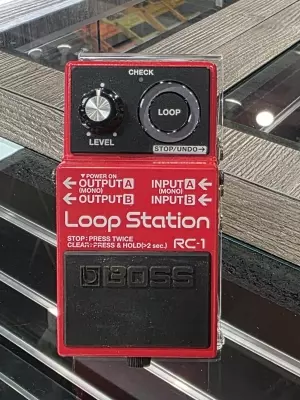 CHECK
LOOP
LEVEL
STOP/UNDO→
▼POWER ON
←OUTPUT A INPUT A←
(MONO) (MONO)
←OUTPUT B INPUT B←
Loop Station
STOP: PRESS TWICE
CLEAR: PRESS & HOLD(>2 sec.) RC-1
BOSS